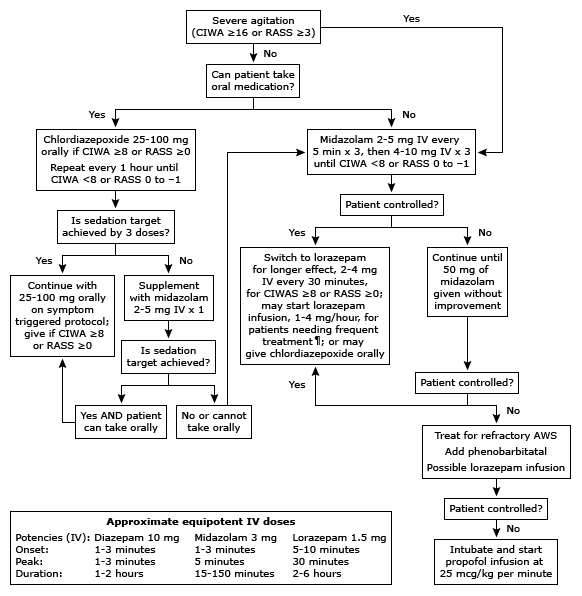 Severe agitation
(CIWA ≥16 or RASS ≥3)
Yes
No
Can patient take
oral medication?
Yes
No
Chlordiazepoxide 25-100 mg
orally if CIWA ≥8 or RASS ≥0
Repeat every 1 hour until
CIWA <8 or RASS 0 to –1
Midazolam 2-5 mg IV every
5 min x 3, then 4-10 mg IV x 3
until CIWA <8 or RASS 0 to –1
Is sedation target
achieved by 3 doses?
Patient controlled?
Yes
No
Yes
No
Continue with
25-100 mg orally
on symptom
triggered protocol;
give if CIWA ≥8
or RASS ≥0
Supplement
with midazolam
2-5 mg IV x 1
Switch to lorazepam
for longer effect, 2-4 mg
IV every 30 minutes,
for CIWAS ≥8 or RASS ≥0;
may start lorazepam
infusion, 1-4 mg/hour, for
patients needing frequent
treatment¶; or may
give chlordiazepoxide orally
Continue until
50 mg of
midazolam
given without
improvement
Is sedation
target achieved?
Yes
Patient controlled?
Yes AND patient
can take orally
No or cannot
take orally
No
Treat for refractory AWS
Add phenobarbitatal
Possible lorazepam infusion
Patient controlled?
No
Intubate and start
propofol infusion at
25 mcg/kg per minute
Approximate equipotent IV doses
Potencies (IV): Diazepam 10 mg Midazolam 3 mg Lorazepam 1.5 mg
Onset: 1-3 minutes 1-3 minutes 5-10 minutes
Peak: 1-3 minutes 5 minutes 30 minutes
Duration: 1-2 hours 15-150 minutes 2-6 hours